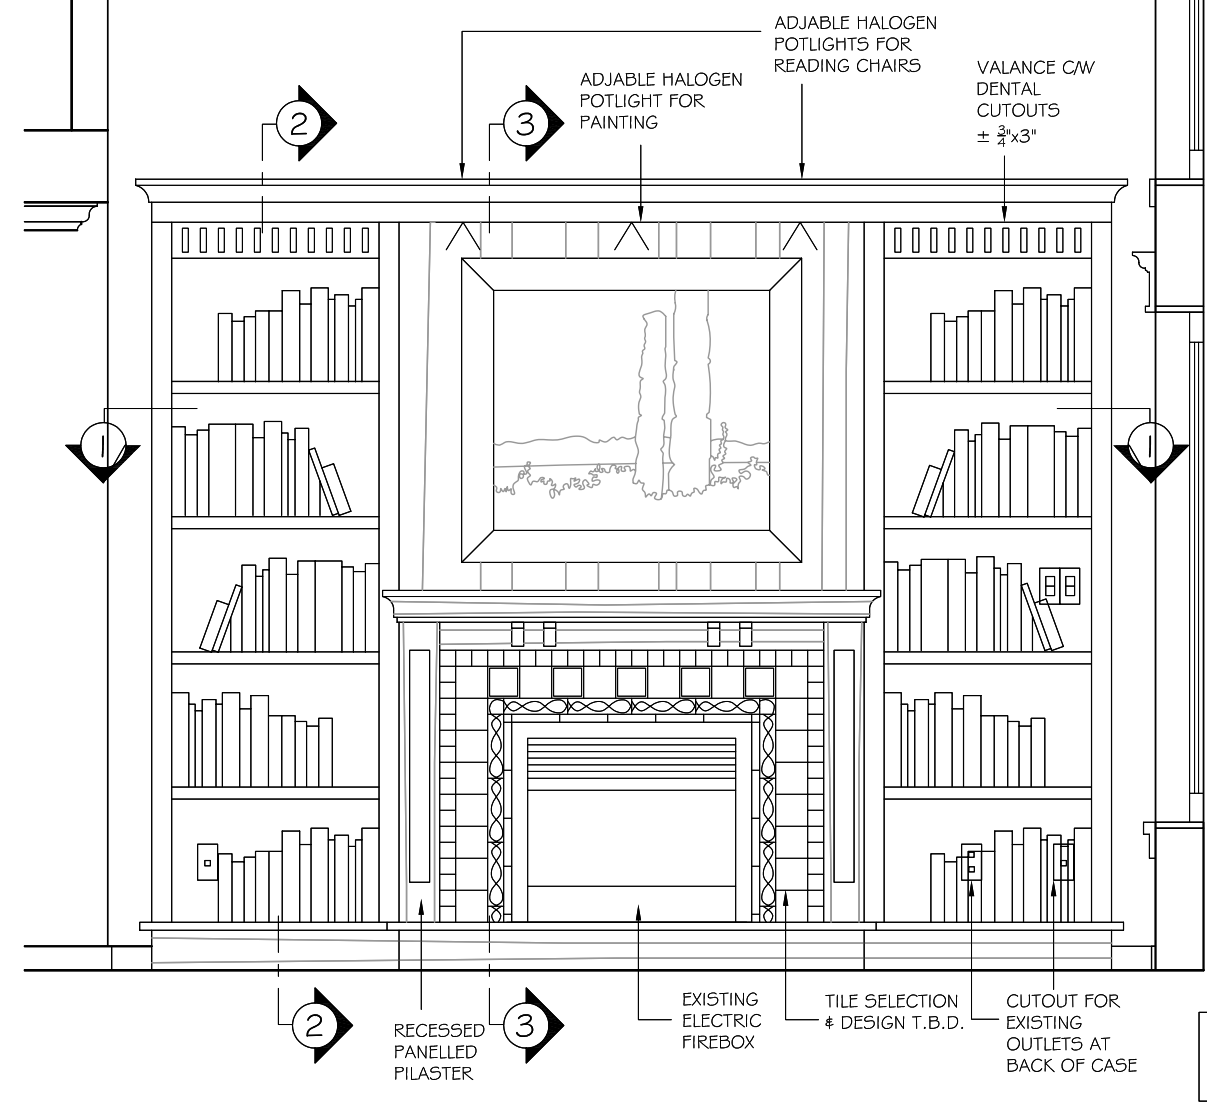 ADJABLE HALOGEN
POTLIGHTS FOR
READING CHAIRS
ADJABLE HALOGEN
POTLIGHT FOR
PAINTING
VALANCE C/W
DENTAL
CUTOUTS
± 3/4"x3"
2
3
1
1
2
3
RECESSED
PANELLED
PILASTER
EXISTING
ELECTRIC
FIREBOX
TILE SELECTION
& DESIGN T.B.D.
CUTOUT FOR
EXISTING
OUTLETS AT
BACK OF CASE